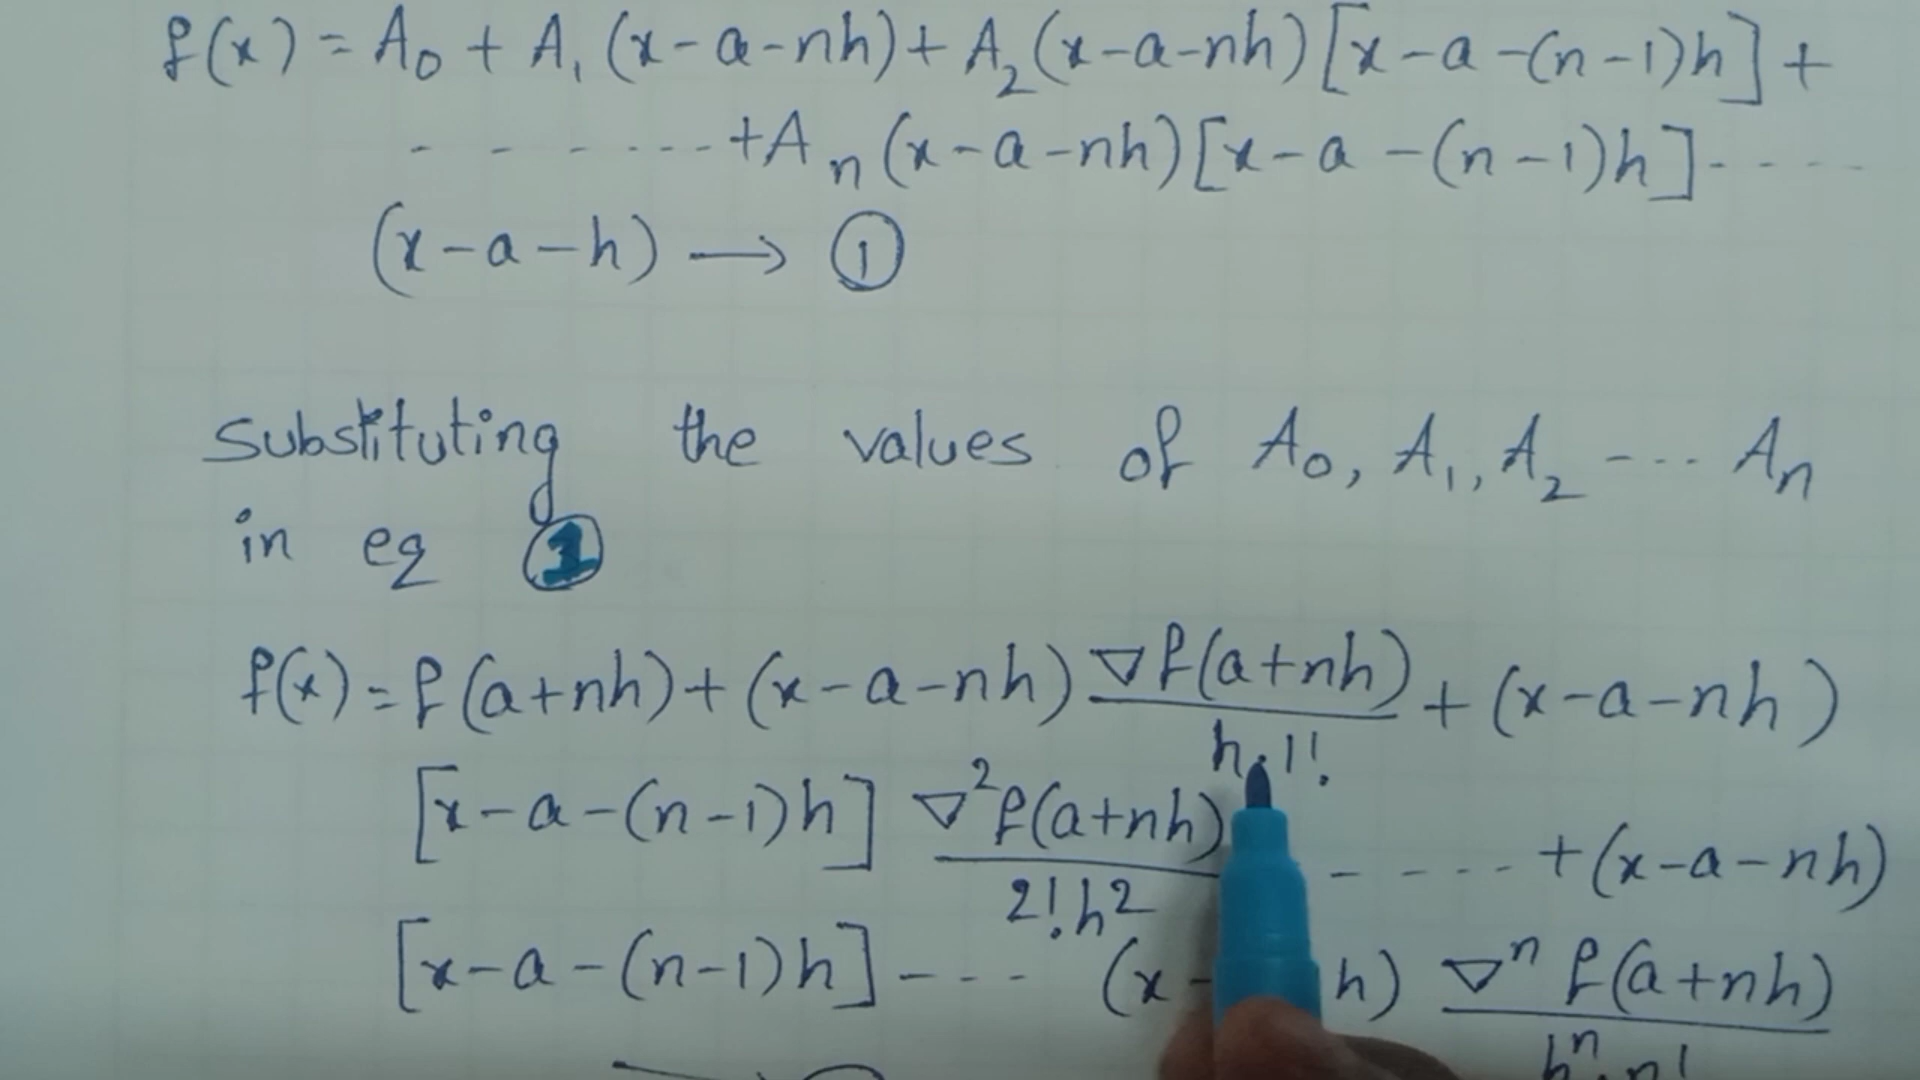 f(x) = A₀ + A₁ (x-a-nh) + A₂ (x-a-nh) [x-a-(n-1)h] +
- - - ...... + Aₙ (x-a-nh) [x-a-(n-1)h] - - - -
(x-a-h) → ①
Substituting the values of A₀, A₁, A₂ --- Aₙ
in eq ①
f(x) = f(a+nh) + (x-a-nh) ∇f(a+nh)/h.1! + (x-a-nh)
[x-a-(n-1)h] ∇²f(a+nh)/2!h² - - - ... + (x-a-nh)
[x-a-(n-1)h] - - - (x - h) ∇ⁿ f(a+nh)/hⁿ.n!